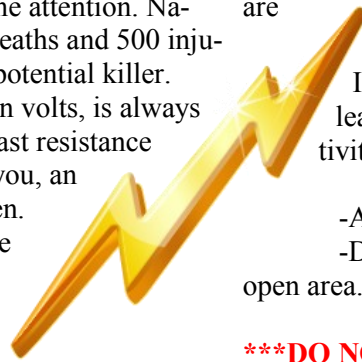 ne attention. Na-
eaths and 500 inju-
potential killer.
n volts, is always
ast resistance
you, an
en.
e
are
I
lea
tivit
-A
-D
open area.
***DO NO